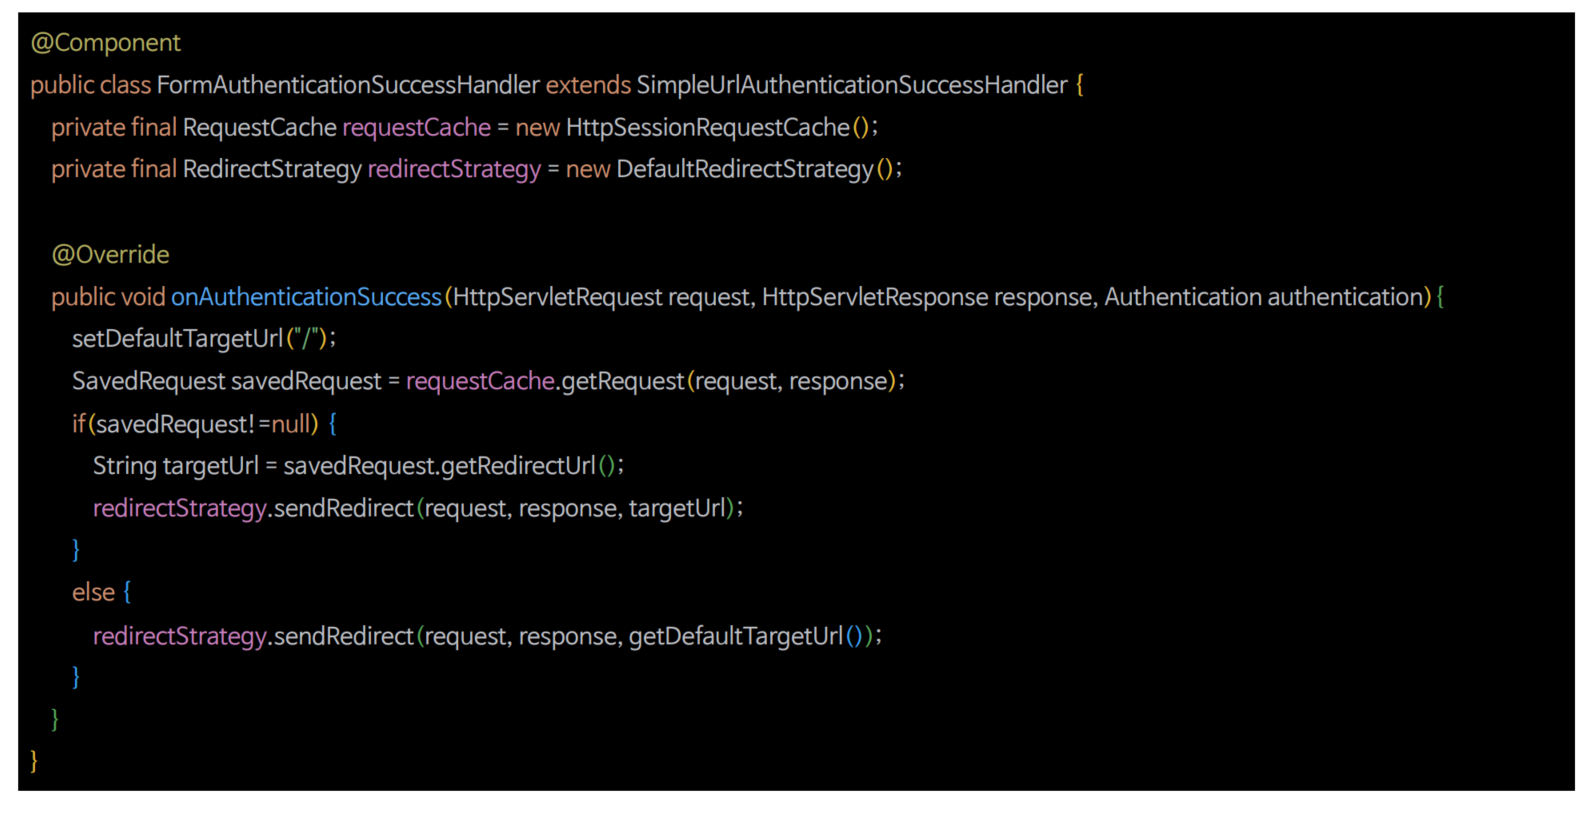 @Component
public class FormAuthenticationSuccessHandler extends SimpleUrlAuthenticationSuccessHandler {
private final RequestCache requestCache = new HttpSessionRequestCache();
private final RedirectStrategy redirectStrategy = new DefaultRedirectStrategy();
@Override
public void onAuthenticationSuccess(HttpServletRequest request, HttpServletResponse response, Authentication authentication){
setDefaultTargetUrl("/");
SavedRequest savedRequest = requestCache.getRequest(request, response);
if(savedRequest!=null) {
String targetUrl = savedRequest.getRedirectUrl();
redirectStrategy.sendRedirect(request, response, targetUrl);
}
else {
redirectStrategy.sendRedirect(request, response, getDefaultTargetUrl());
}
}
}